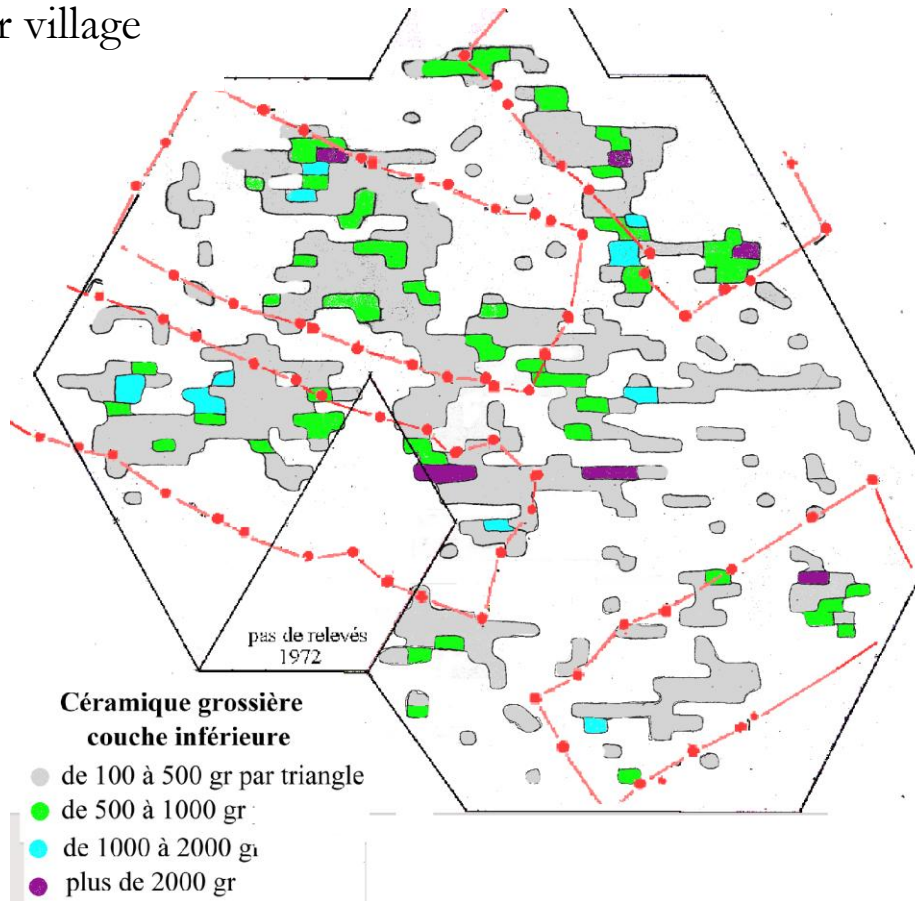 r village
pas de relevés
1972
Céramique grossière
couche inférieure
de 100 à 500 gr par triangle
de 500 à 1000 gr
de 1000 à 2000 gr
plus de 2000 gr